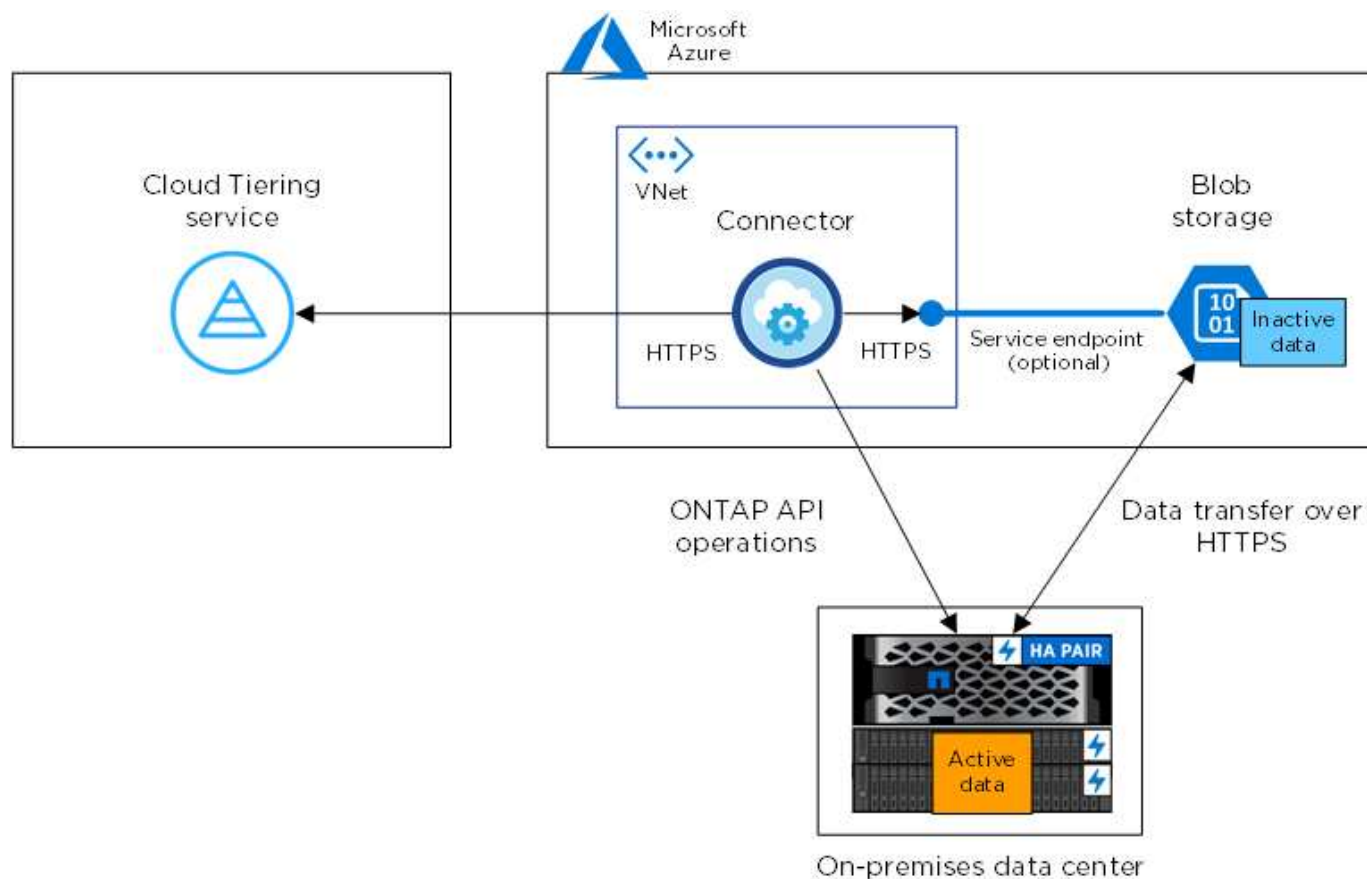 Microsoft
Azure
Cloud Tiering
service
VNet
Connector
Blob
storage
10
01
Inactive
data
HTTPS
HTTPS
Service endpoint
(optional)
ONTAP API
operations
Data transfer over
HTTPS
HA PAIR
Active
data
On-premises data center